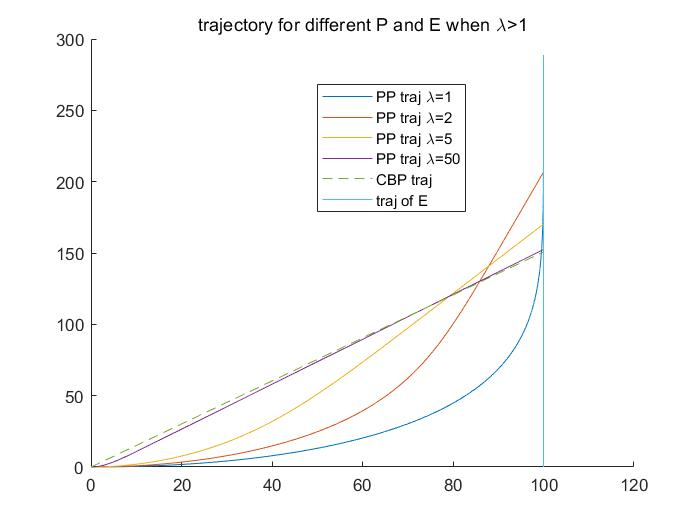 trajectory for different P and E when λ>1
300
250
200
150
100
50
0
PP traj λ=1
PP traj λ=2
PP traj λ=5
PP traj λ=50
CBP traj
traj of E
0 20 40 60 80 100 120